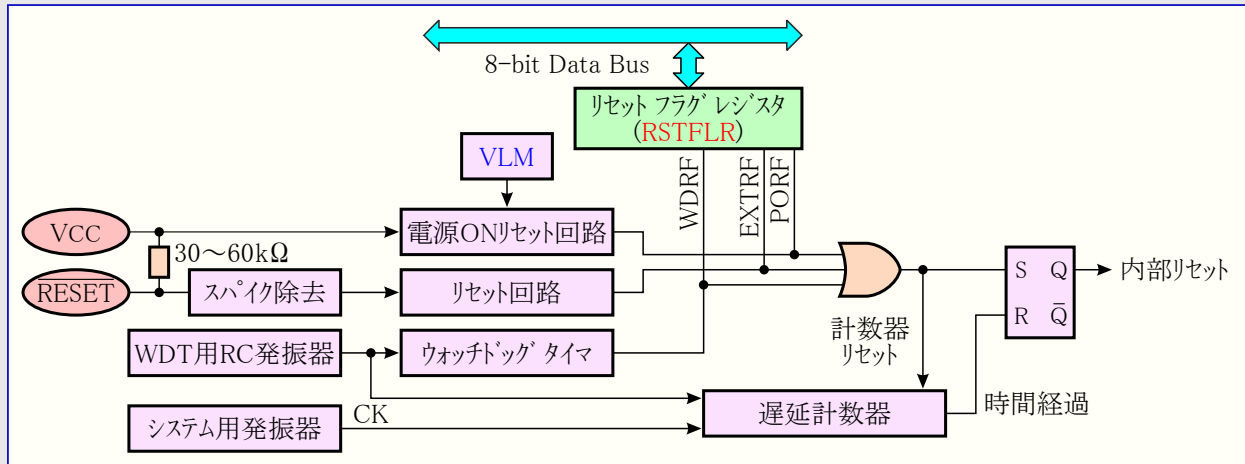 8-bit Data Bus
リセット フラグ レジスタ
(RSTFLR)
VLM
WDRF
EXTRF
PORF
VCC
電源ONリセット回路
30～60kΩ
RESET
スパイク除去
リセット回路
S Q
内部リセット
R Q̅
計数器
リセット
WDT用RC発振器
ウォッチドッグ タイマ
CK
遅延計数器
時間経過
システム用発振器